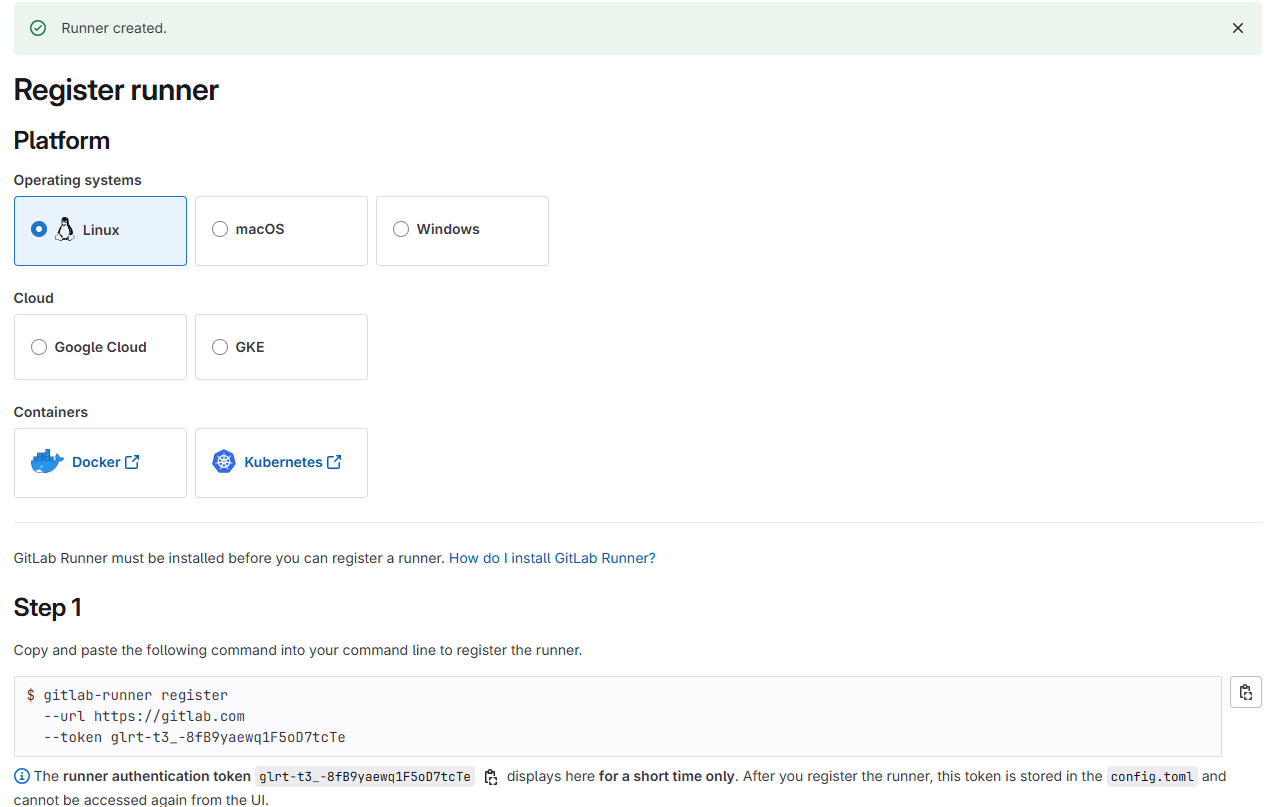 Runner created.
Register runner
Platform
Operating systems
Linux
macOS
Windows
Cloud
Google Cloud
GKE
Containers
Docker
Kubernetes
GitLab Runner must be installed before you can register a runner. How do I install GitLab Runner?
Step 1
Copy and paste the following command into your command line to register the runner.
$ gitlab-runner register
--url https://gitlab.com
--token glrt-t3_-8fB9yaewq1F5oD7tcTe
The runner authentication token glrt-t3_-8fB9yaewq1F5oD7tcTe displays here for a short time only. After you register the runner, this token is stored in the config.toml and
cannot be accessed again from the UI.